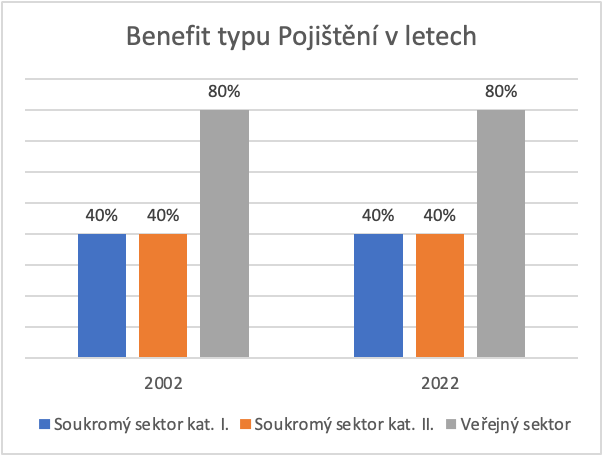 Benefit typu Pojištění v letech
80% 80%
40% 40% 40% 40%
2002 2022
Soukromý sektor kat. I. Soukromý sektor kat. II. Veřejný sektor